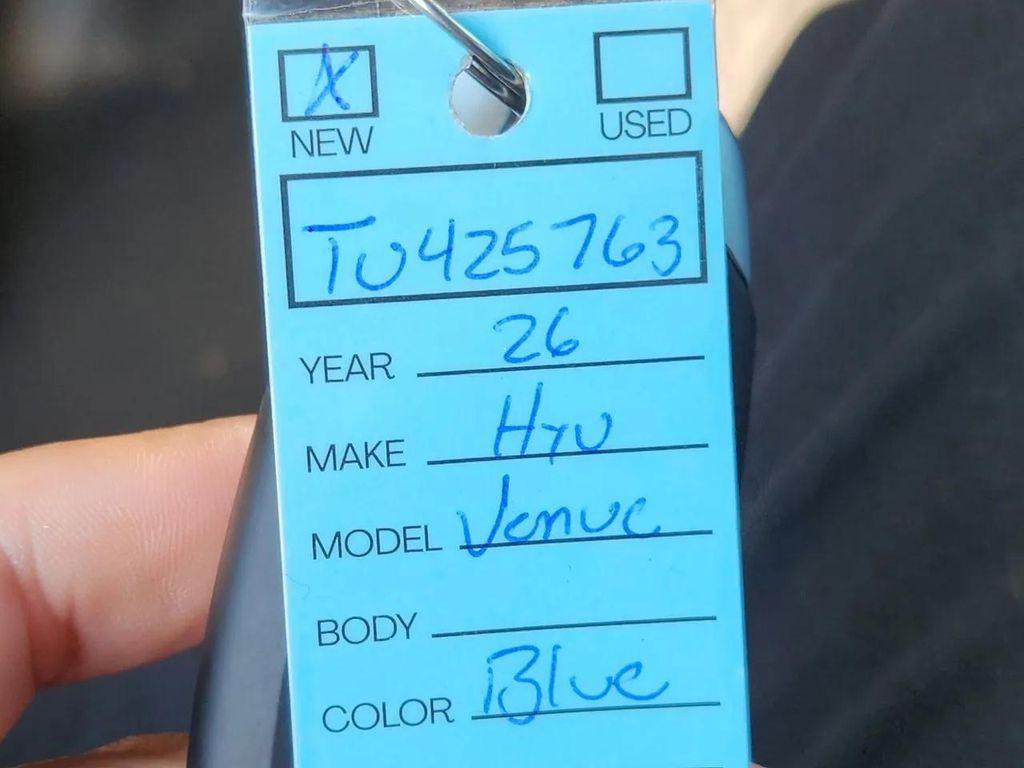 X
NEW USED
TU425763
YEAR 26
MAKE Hyu
MODEL Venue
BODY
COLOR Blue